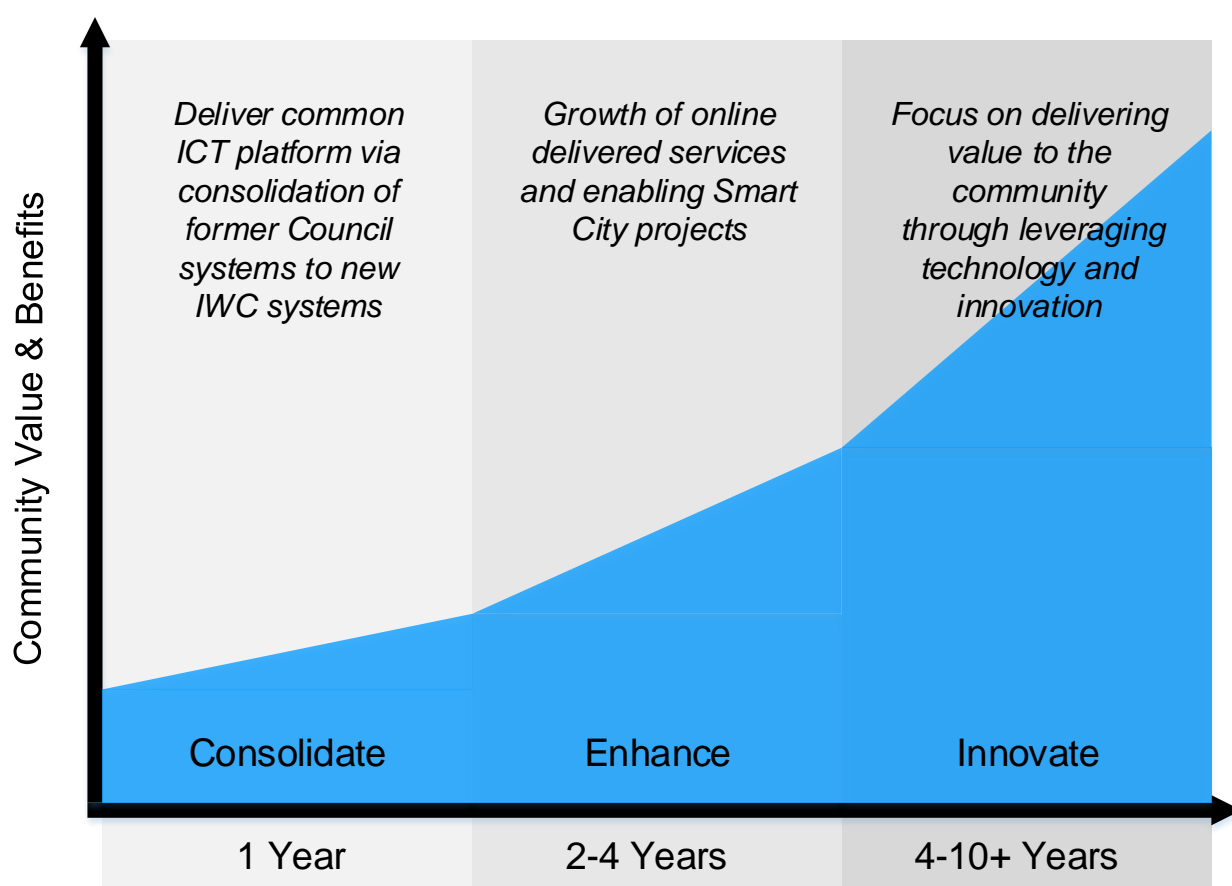 Community Value & Benefits
Deliver common
ICT platform via
consolidation of
former Council
systems to new
IWC systems
Growth of online
delivered services
and enabling Smart
City projects
Focus on delivering
value to the
community
through leveraging
technology and
innovation
Consolidate
Enhance
Innovate
1 Year
2-4 Years
4-10+ Years